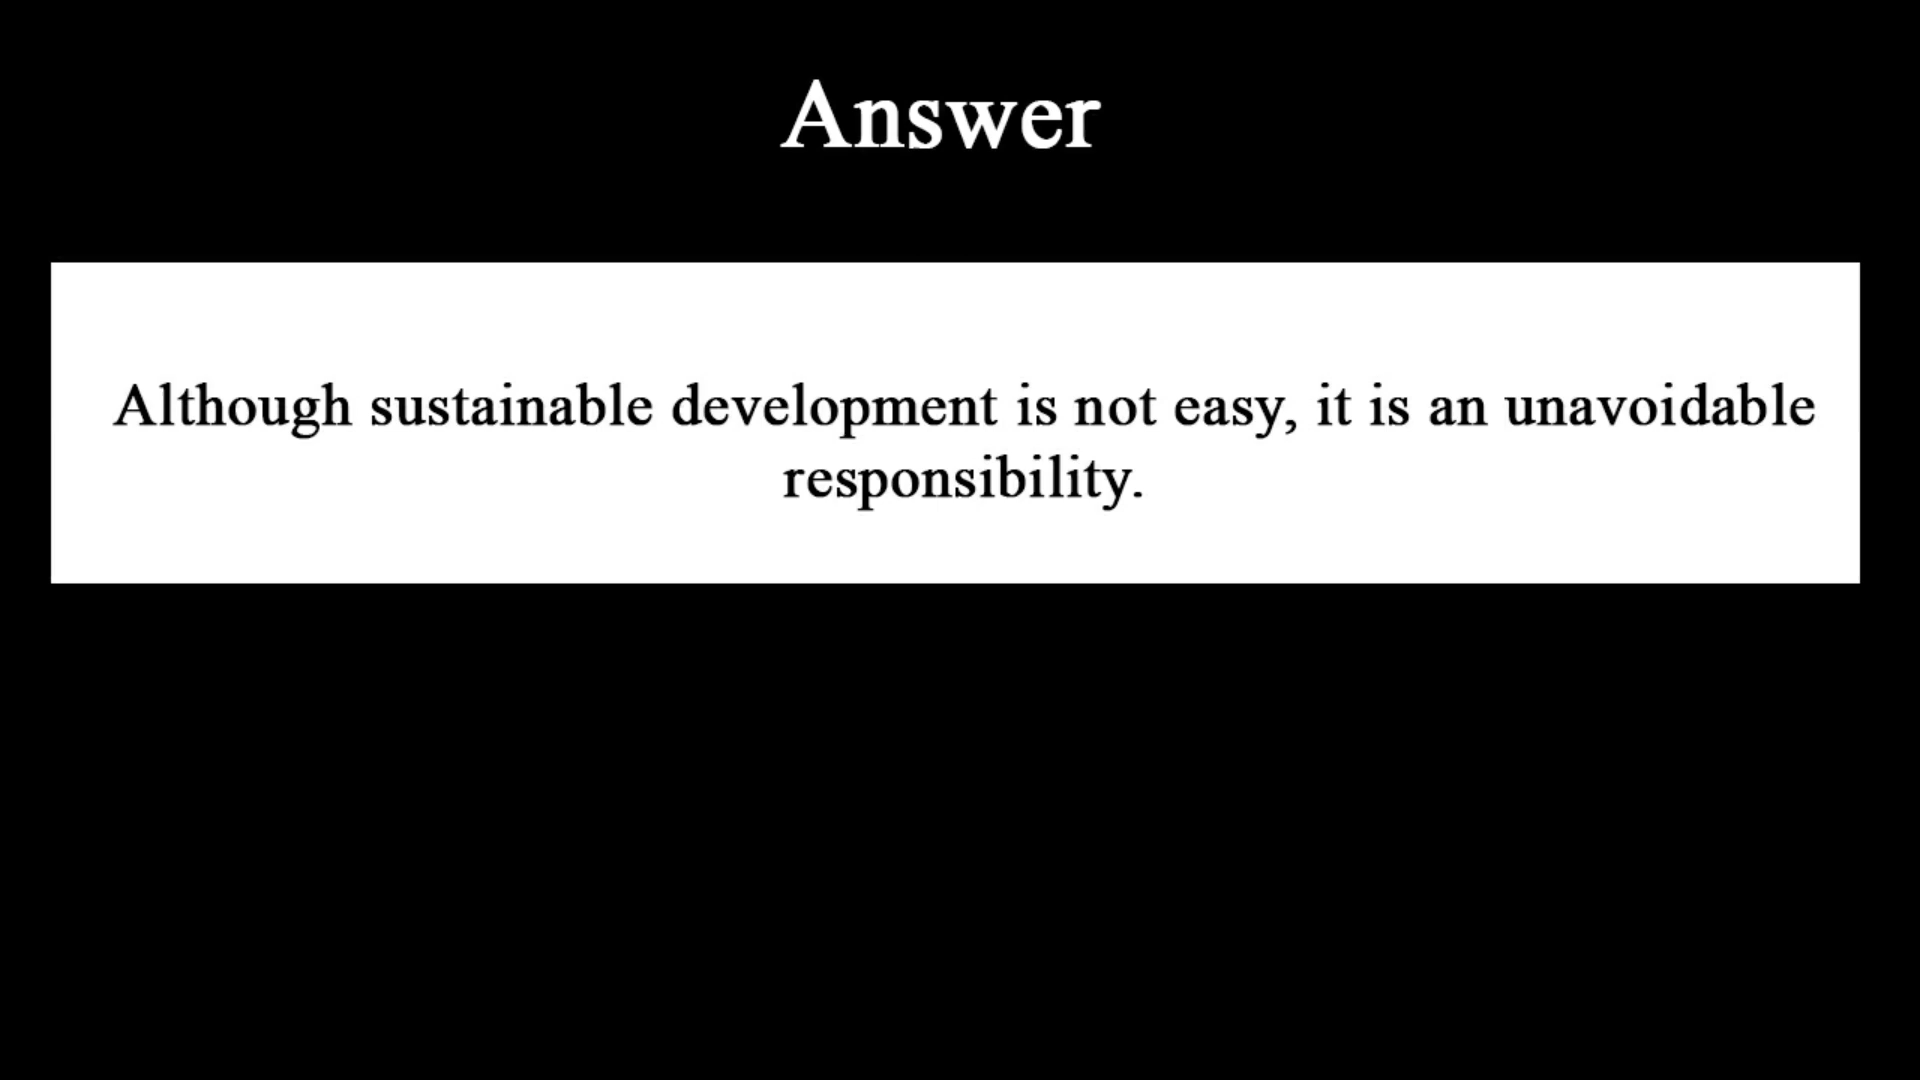 Answer
Although sustainable development is not easy, it is an unavoidable
responsibility.